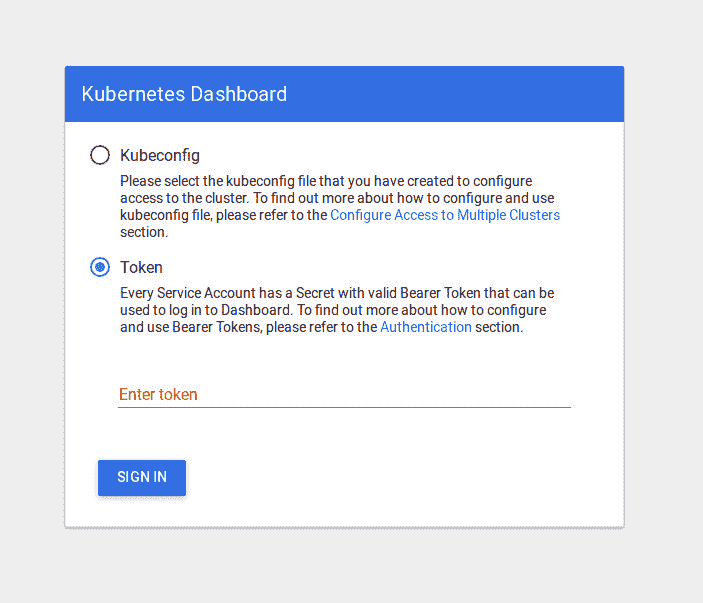 Kubernetes Dashboard
Kubeconfig
Please select the kubeconfig file that you have created to configure
access to the cluster. To find out more about how to configure and use
kubeconfig file, please refer to the Configure Access to Multiple Clusters
section.
Token
Every Service Account has a Secret with valid Bearer Token that can be
used to log in to Dashboard. To find out more about how to configure
and use Bearer Tokens, please refer to the Authentication section.
Enter token
SIGN IN